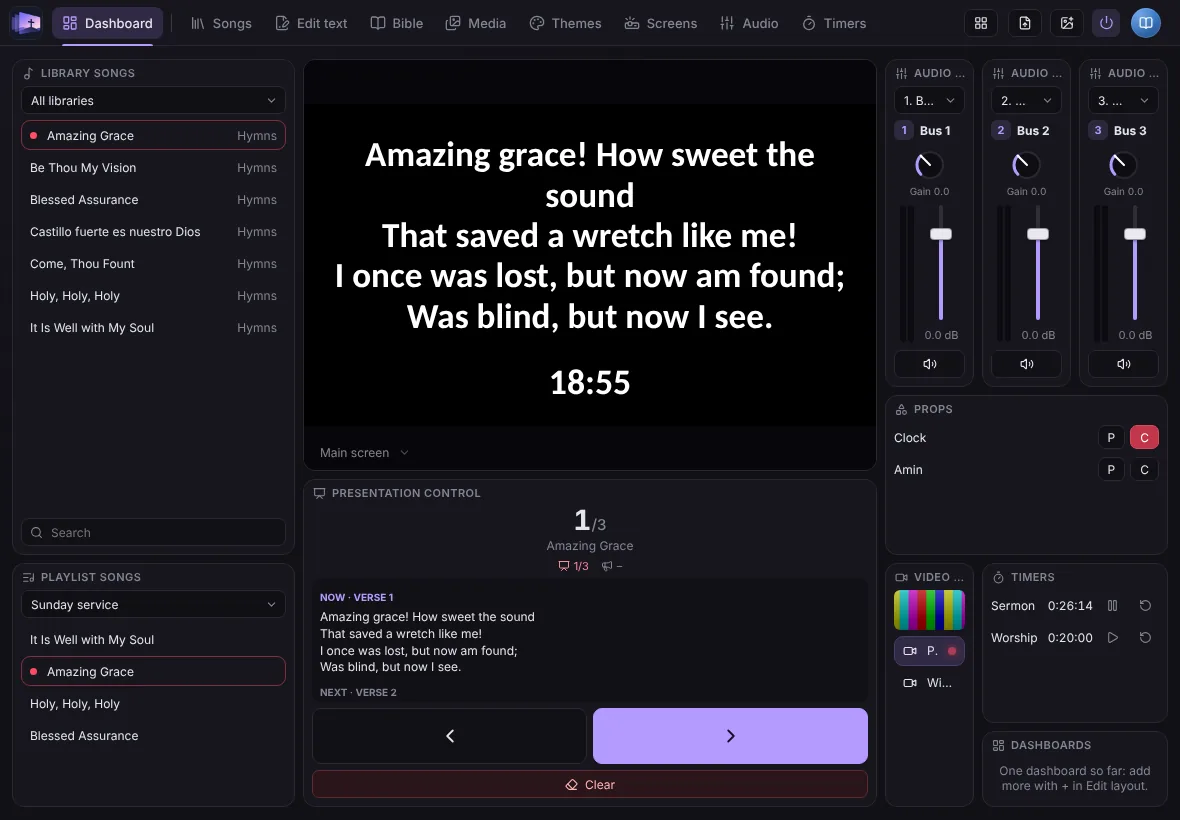 Dashboard
Songs
Edit text
Bible
Media
Themes
Screens
Audio
Timers
LIBRARY SONGS
All libraries
Amazing Grace Hymns
Be Thou My Vision Hymns
Blessed Assurance Hymns
Castillo fuerte es nuestro Dios Hymns
Come, Thou Fount Hymns
Holy, Holy, Holy Hymns
It Is Well with My Soul Hymns
Search
PLAYLIST SONGS
Sunday service
It Is Well with My Soul
Amazing Grace
Holy, Holy, Holy
Blessed Assurance
Amazing grace! How sweet the
sound
That saved a wretch like me!
I once was lost, but now am found;
Was blind, but now I see.
18:55
Main screen
PRESENTATION CONTROL
1/3
Amazing Grace
1/3 –
NOW · VERSE 1
Amazing grace! How sweet the sound
That saved a wretch like me!
I once was lost, but now am found;
Was blind, but now I see.
NEXT · VERSE 2
Clear
AUDIO ...
1. B...
1 Bus 1
Gain 0.0
0.0 dB
AUDIO ...
2. ...
2 Bus 2
Gain 0.0
0.0 dB
AUDIO ...
3. ...
3 Bus 3
Gain 0.0
0.0 dB
PROPS
Clock P C
Amin P C
VIDEO ...
P.
Wi...
TIMERS
Sermon 0:26:14
Worship 0:20:00
DASHBOARDS
One dashboard so far: add
more with + in Edit layout.